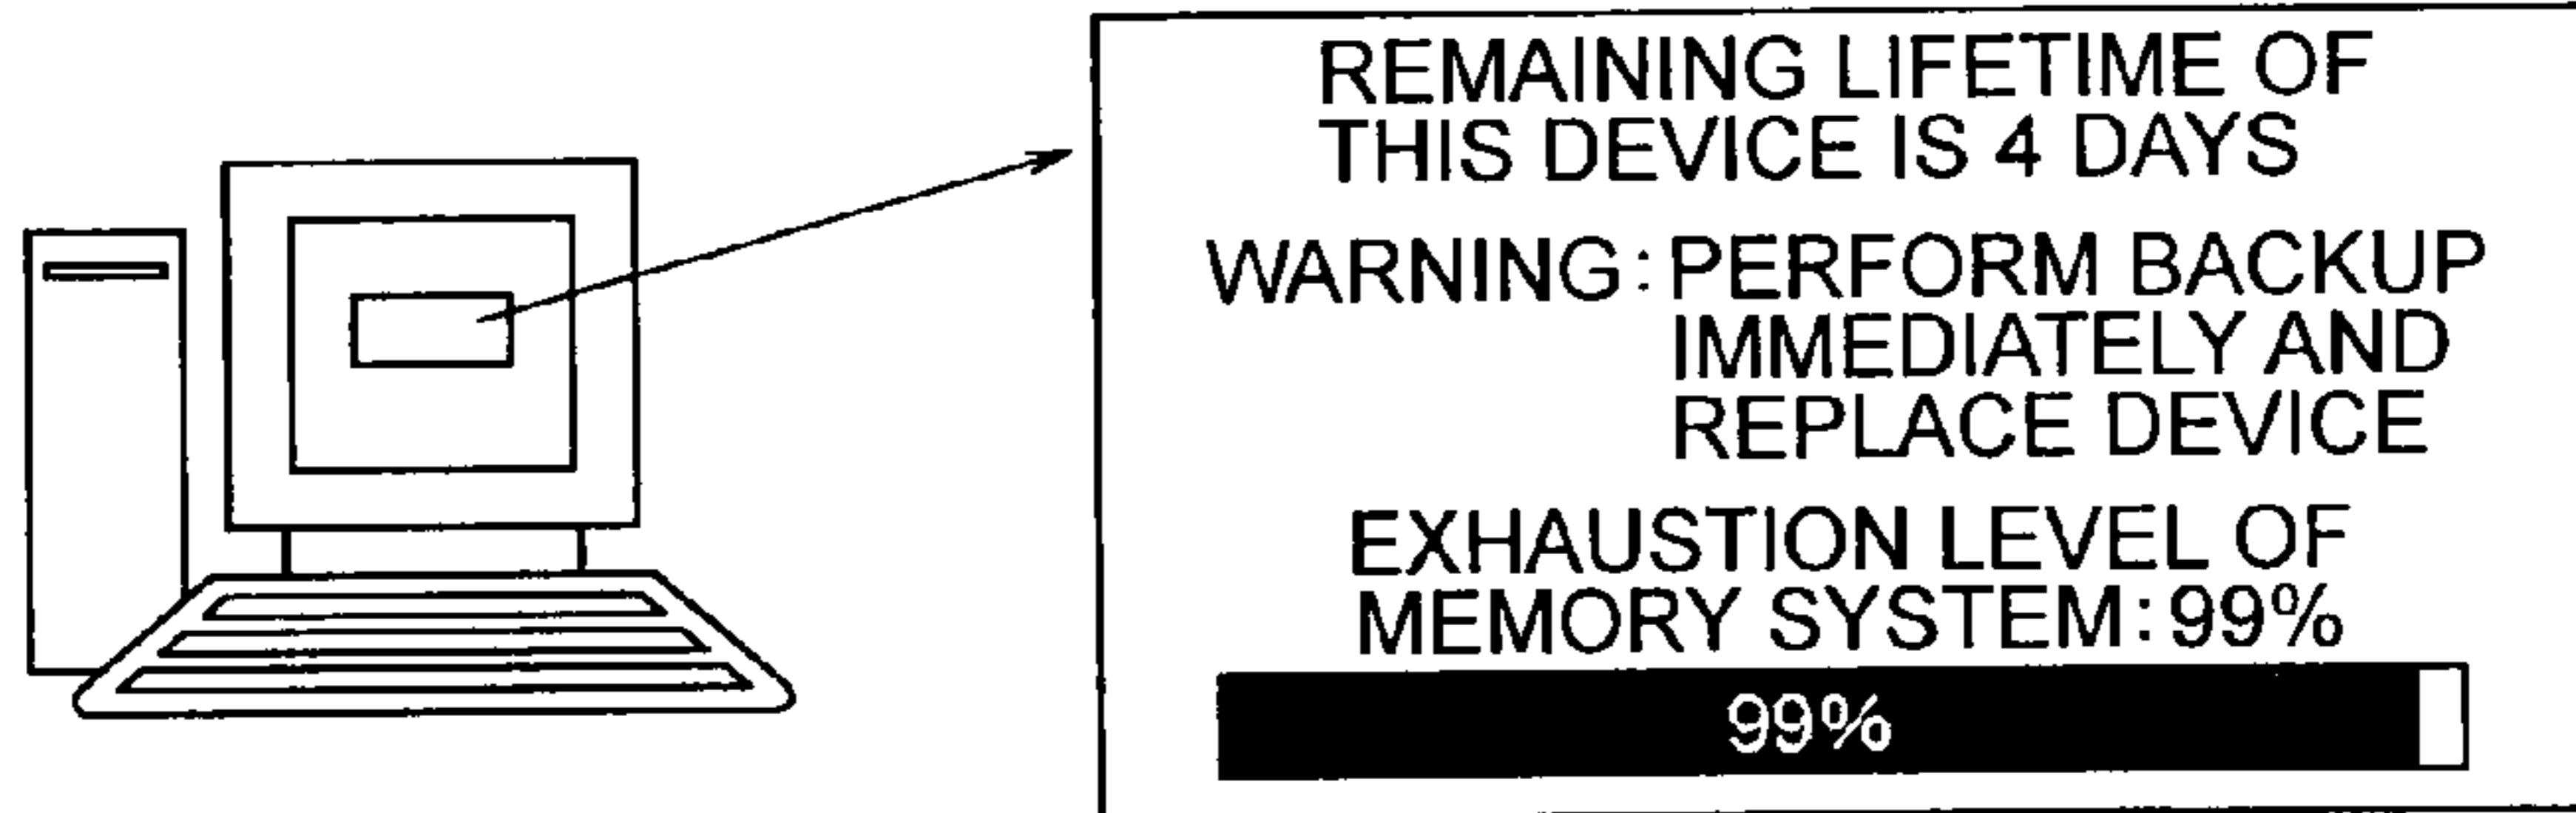 REMAINING LIFETIME OF
THIS DEVICE IS 4 DAYS
WARNING: PERFORM BACKUP
IMMEDIATELY AND
REPLACE DEVICE
EXHAUSTION LEVEL OF
MEMORY SYSTEM: 99%
99%